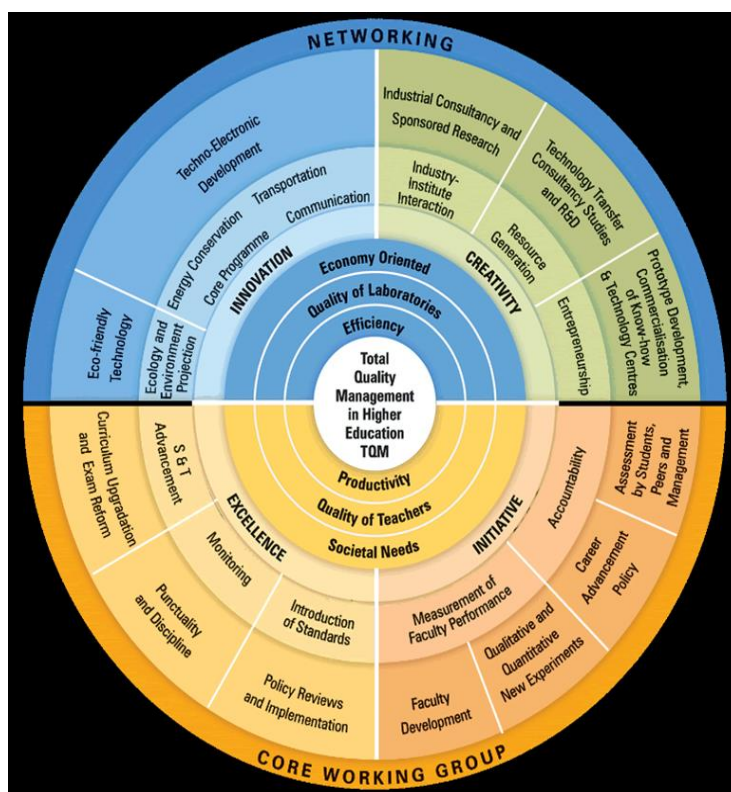 NETWORKING
Techno-Electronic
Development
Eco-friendly
Technology
Transportation
Energy Conservation
Communication
Core Programme
Ecology and
Environment
Projection
INNOVATION
Industrial Consultancy and
Sponsored Research
Technology Transfer
Consultancy Studies
and R&D
Prototype Development,
Commercialisation
of Know-how
& Technology Centres
Industry-
Institute
Interaction
Resource
Generation
Entrepreneurship
CREATIVITY
Economy Oriented
Quality of Laboratories
Efficiency
Total
Quality
Management
in Higher
Education
TQM
Productivity
Quality of Teachers
Societal Needs
EXCELLENCE
S & T
Advancement
Monitoring
Introduction
of Standards
Curriculum Upgradation
and Exam Reform
Punctuality
and Discipline
Policy Reviews
and Implementation
INITIATIVE
Accountability
Measurement of
Faculty Performance
Assessment
by Students,
Peers and
Management
Career
Advancement
Policy
Qualitative and
Quantitative
New Experiments
Faculty
Development
CORE WORKING GROUP